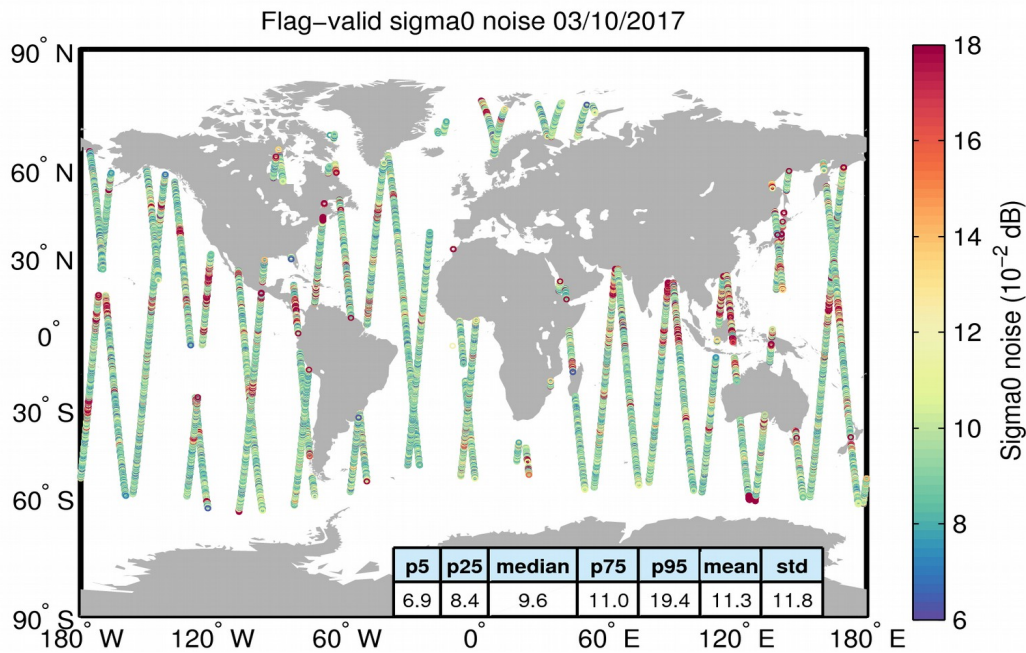 Flag−valid sigma0 noise 03/10/2017
90° N
60° N
30° N
0°
30° S
60° S
90° S
180° W 120° W 60° W 0° 60° E 120° E 180° E
p5 p25 median p75 p95 mean std
6.9 8.4 9.6 11.0 19.4 11.3 11.8
18
16
14
12
10
8
6
Sigma0 noise (10⁻² dB)